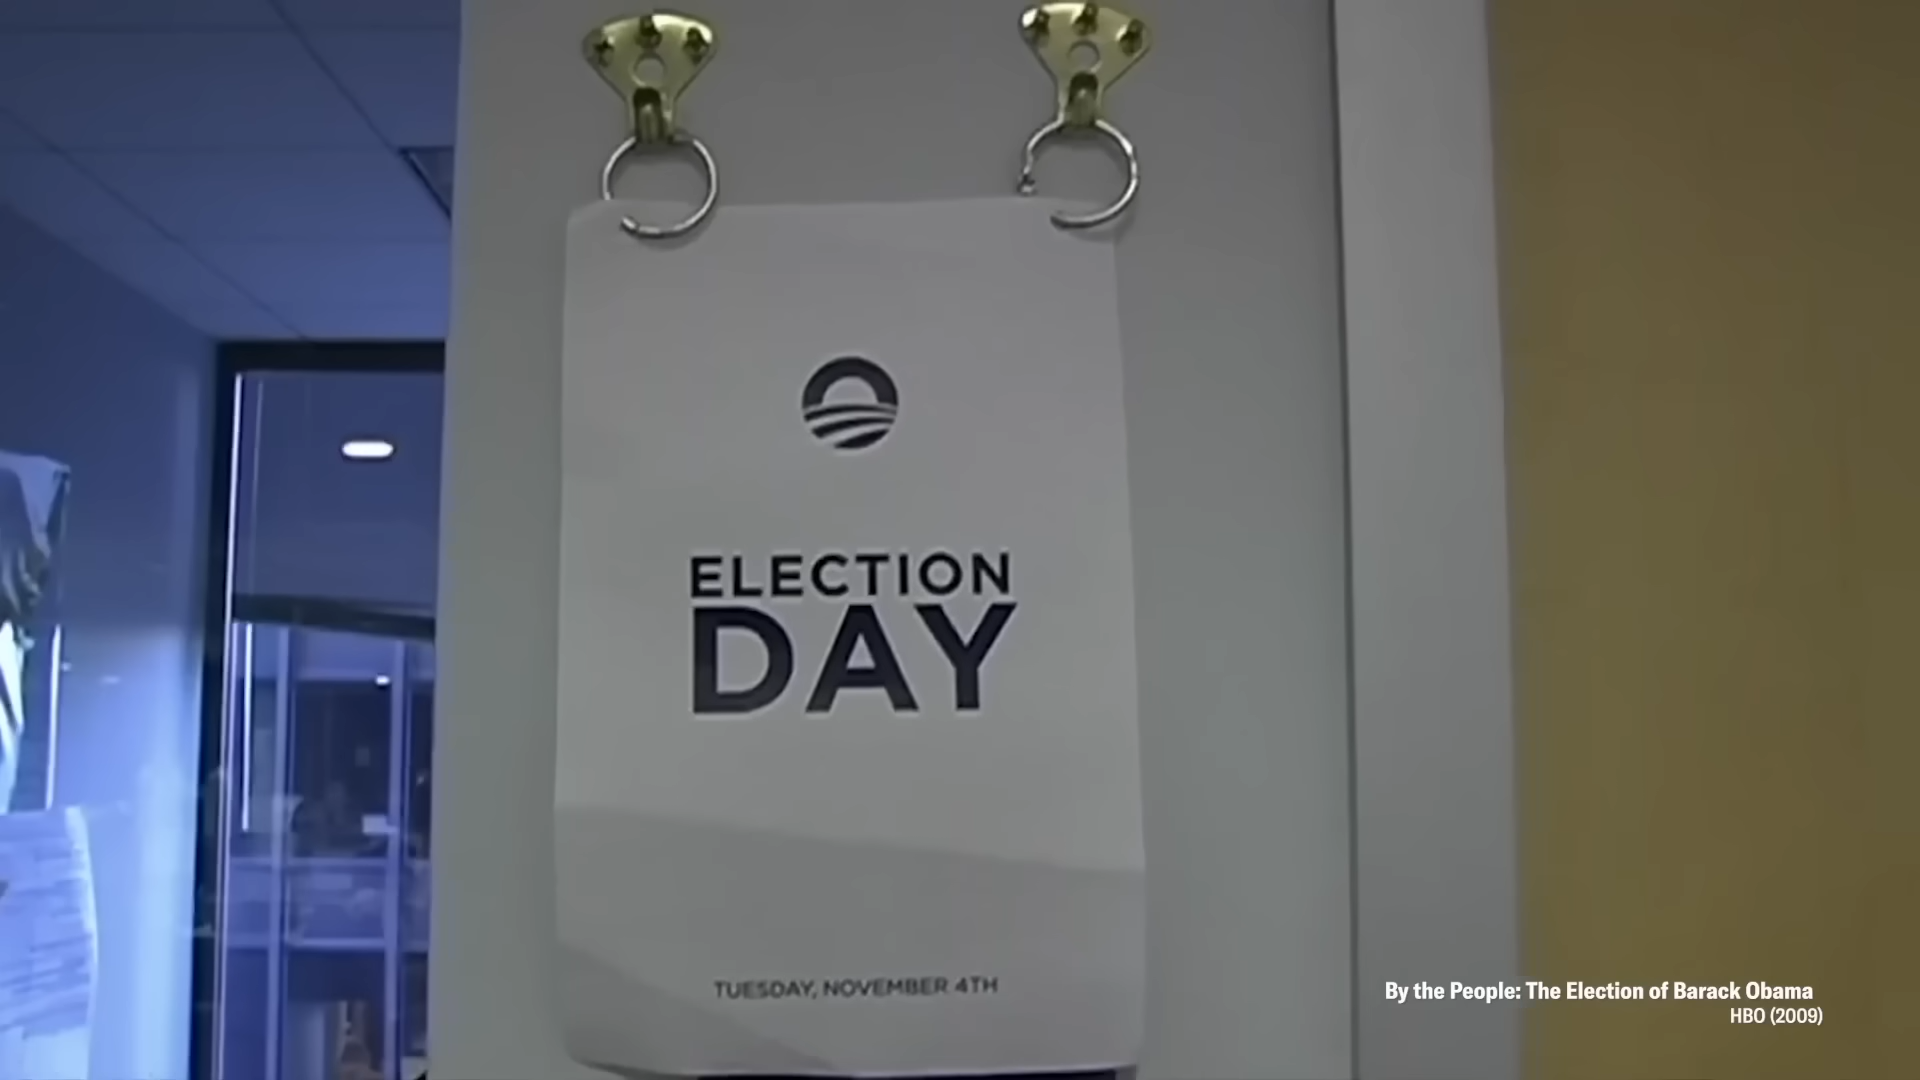 ELECTION
DAY
TUESDAY, NOVEMBER 4TH
By the People: The Election of Barack Obama
HBO (2009)